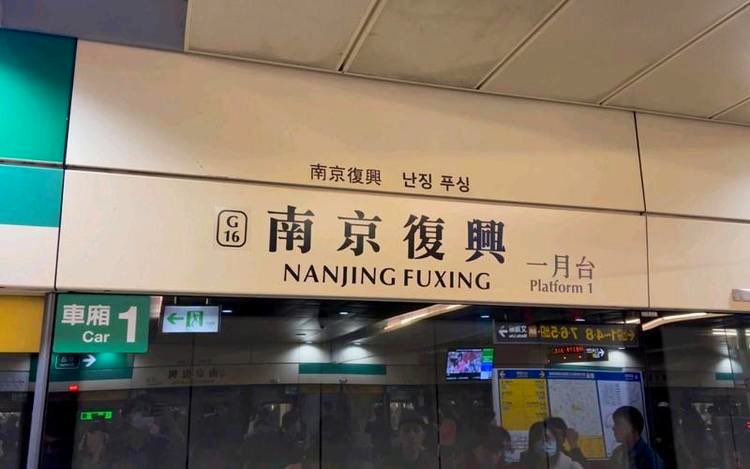 南京復興 난징 푸싱
G
16
南京復興
NANJING FUXING
一月台
Platform 1
車廂
Car
1